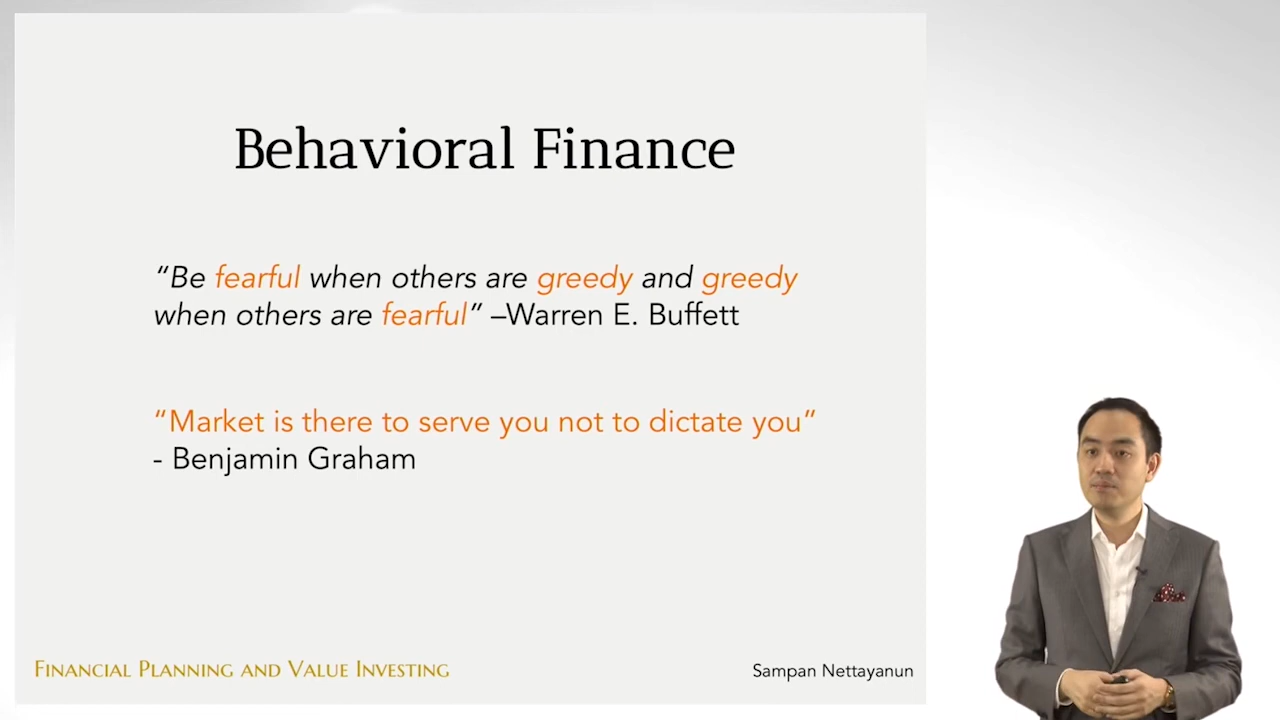 Behavioral Finance
“Be fearful when others are greedy and greedy
when others are fearful” –Warren E. Buffett
“Market is there to serve you not to dictate you”
- Benjamin Graham
Financial Planning and Value Investing
Sampan Nettayanun